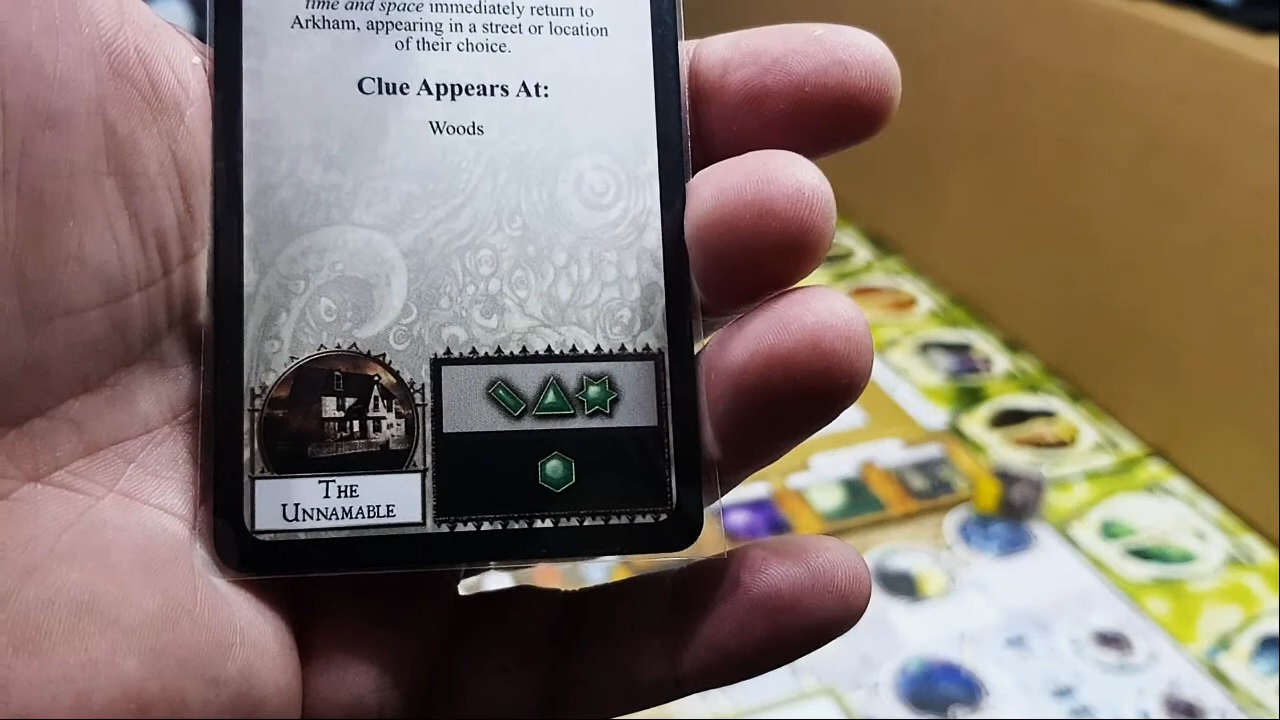 time and space immediately return to
Arkham, appearing in a street or location
of their choice.
Clue Appears At:
Woods
The
Unnamable